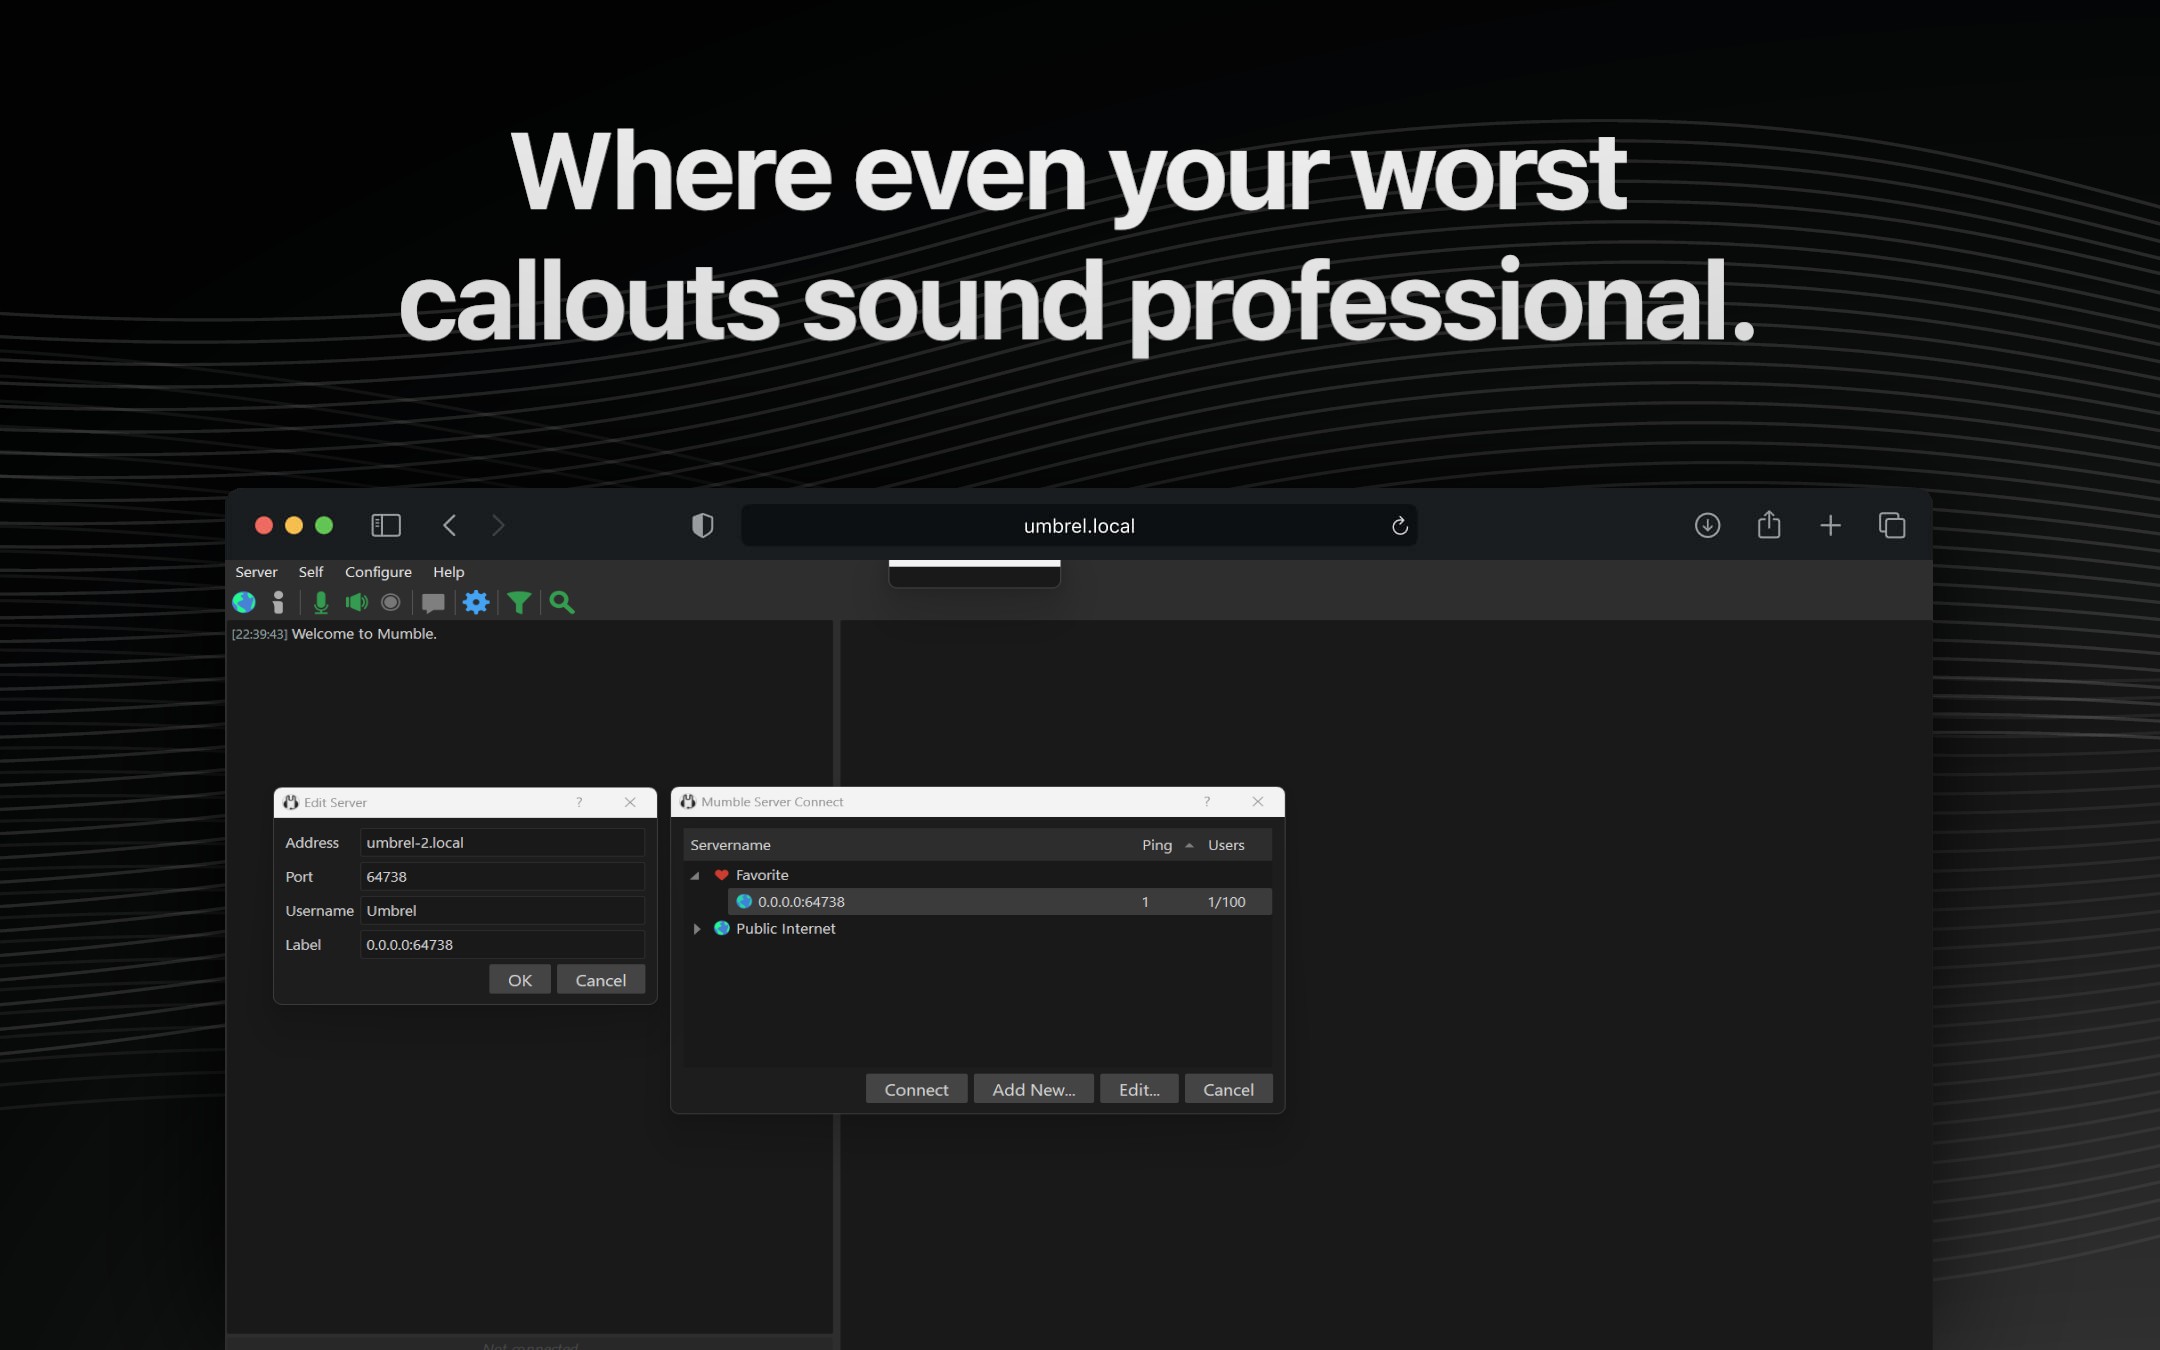 Where even your worst
callouts sound professional.
umbrel.local
Server Self Configure Help
[22:39:43] Welcome to Mumble.
Edit Server ?
Address umbrel-2.local
Port 64738
Username Umbrel
Label 0.0.0.0:64738
OK Cancel
Mumble Server Connect ?
Servername Ping Users
Favorite
0.0.0.0:64738 1 1/100
Public Internet
Connect Add New... Edit... Cancel
Not connected